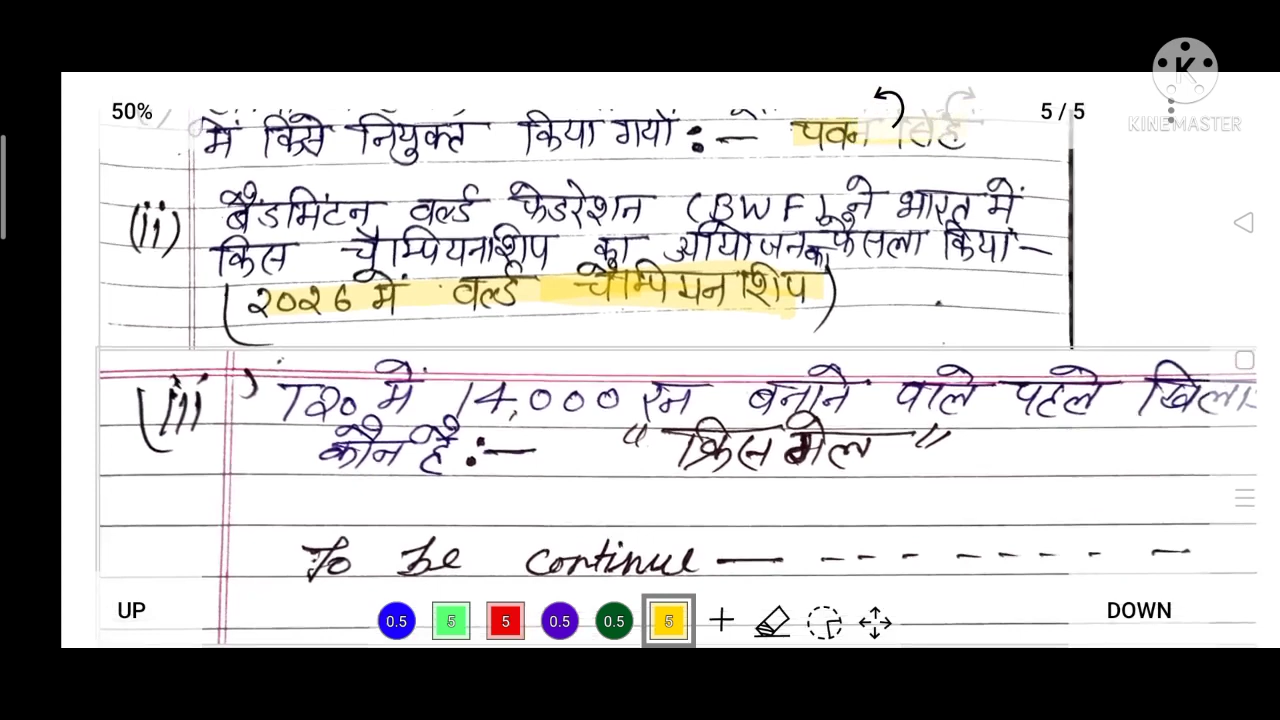 50%
5 / 5
KINEMASTER
में किसे नियुक्त किया गया :- पवन सिंह
(ii) बैडमिंटन वर्ल्ड फेडरेशन (BWF) ने भारत में
किस चैम्पियनशिप का आयोजन का फैसला किया -
(2026 में वर्ल्ड चैम्पियनशिप)
(iii) T20 में 14,000 रन बनाने वाले पहले खिला
कौन है :- "क्रिस गेल"
To be continue — - - - - - - - —
UP
0.5 5 5 0.5 0.5 5
DOWN